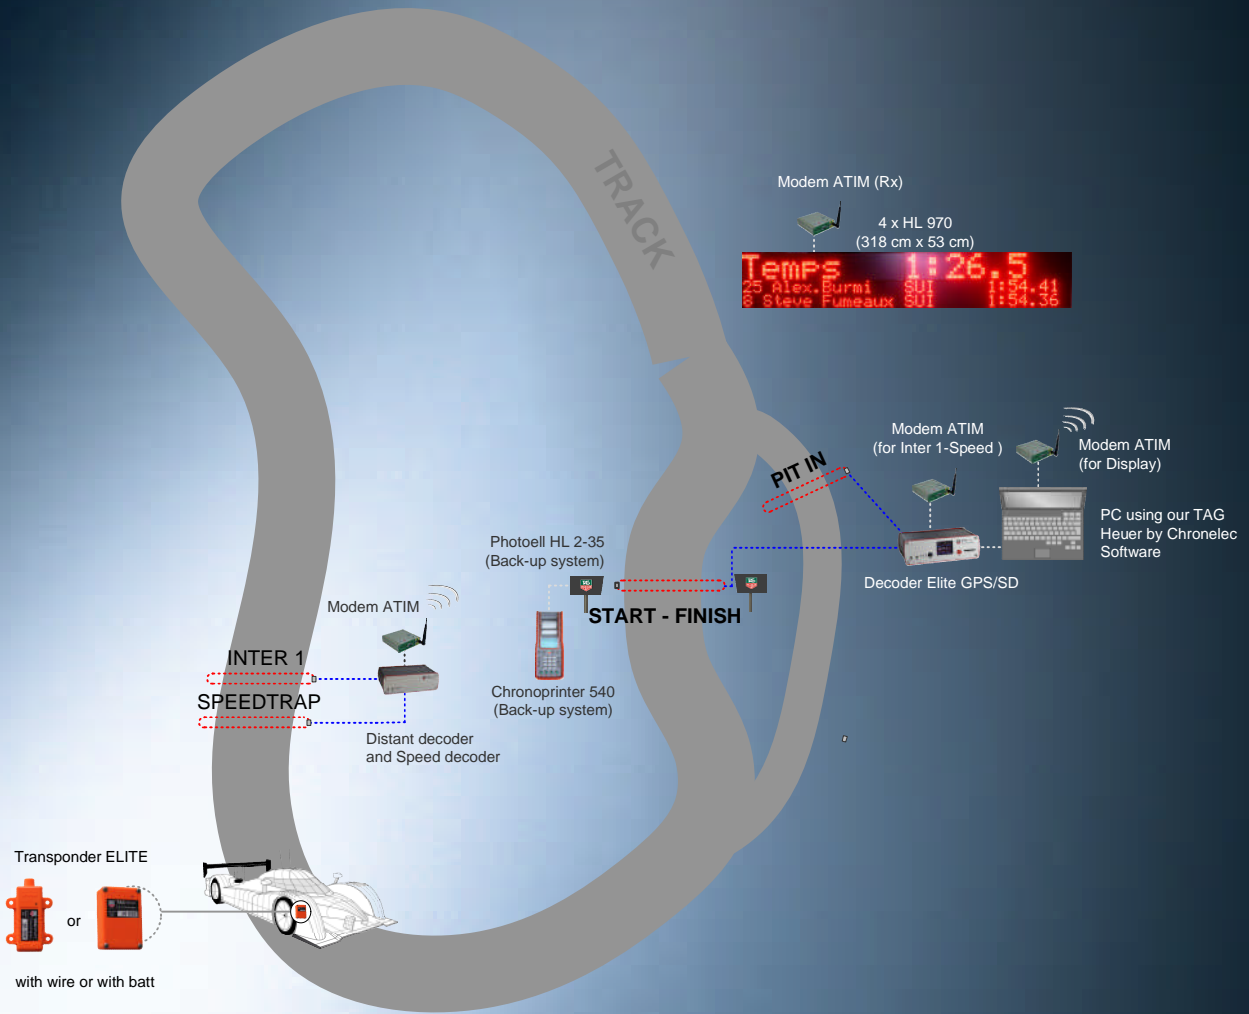 TRACK
Modem ATIM (Rx)
4 x HL 970
(318 cm x 53 cm)
Temps 1:26.5
25 Alex.Burmi SUI 1:54.41
8 Steve Fumeaux SUI 1:54.36
Modem ATIM
(for Inter 1-Speed )
Modem ATIM
(for Display)
PIT IN
PC using our TAG
Heuer by Chronelec
Software
Decoder Elite GPS/SD
Photoell HL 2-35
(Back-up system)
START - FINISH
Modem ATIM
INTER 1
SPEEDTRAP
Chronoprinter 540
(Back-up system)
Distant decoder
and Speed decoder
Transponder ELITE
or
with wire or with batt